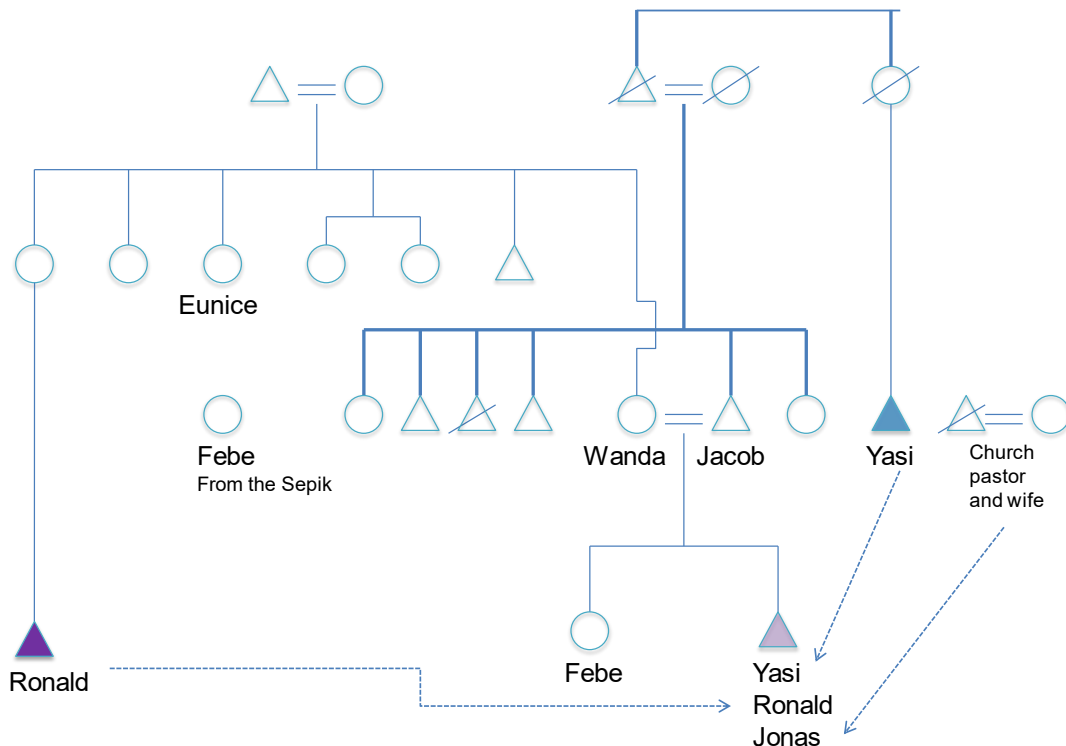 Eunice
Febe
From the Sepik
Wanda
Jacob
Yasi
Church
pastor
and wife
Ronald
Febe
Yasi
Ronald
Jonas